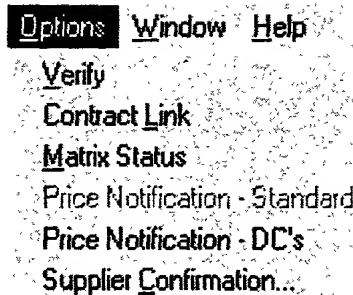 Options Window Help
Verify
Contract Link
Matrix Status
Price Notification - Standard
Price Notification - DC's
Supplier Confirmation...